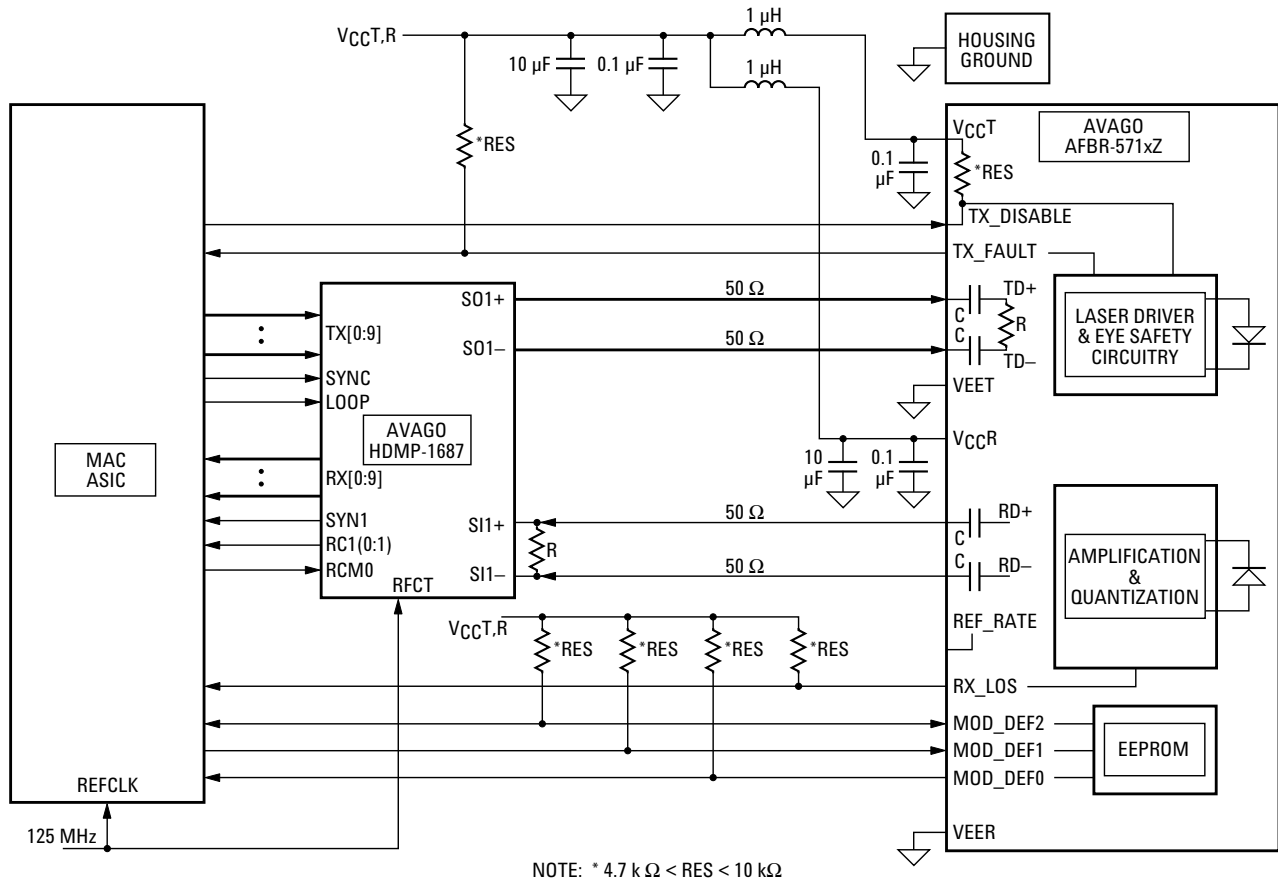 1 µH
VCCT,R
10 µF
0.1 µF
1 µH
HOUSING
GROUND
*RES
0.1
µF
VCCT
*RES
AVAGO
AFBR-571xZ
TX_DISABLE
TX_FAULT
SO1+
50 Ω
TD+
C
R
C
SO1–
50 Ω
TD–
LASER DRIVER
& EYE SAFETY
CIRCUITRY
TX[0:9]
:
SYNC
LOOP
VEET
MAC
ASIC
AVAGO
HDMP-1687
VCCR
10
µF
0.1
µF
:
RX[0:9]
SYN1
RC1(0:1)
RCM0
RFCT
SI1+
R
SI1–
50 Ω
50 Ω
C
RD+
C
RD–
AMPLIFICATION
&
QUANTIZATION
REF_RATE
VCCT,R
*RES
*RES
*RES
*RES
RX_LOS
MOD_DEF2
MOD_DEF1
MOD_DEF0
EEPROM
REFCLK
125 MHz
VEER
NOTE: * 4.7 k Ω < RES < 10 kΩ